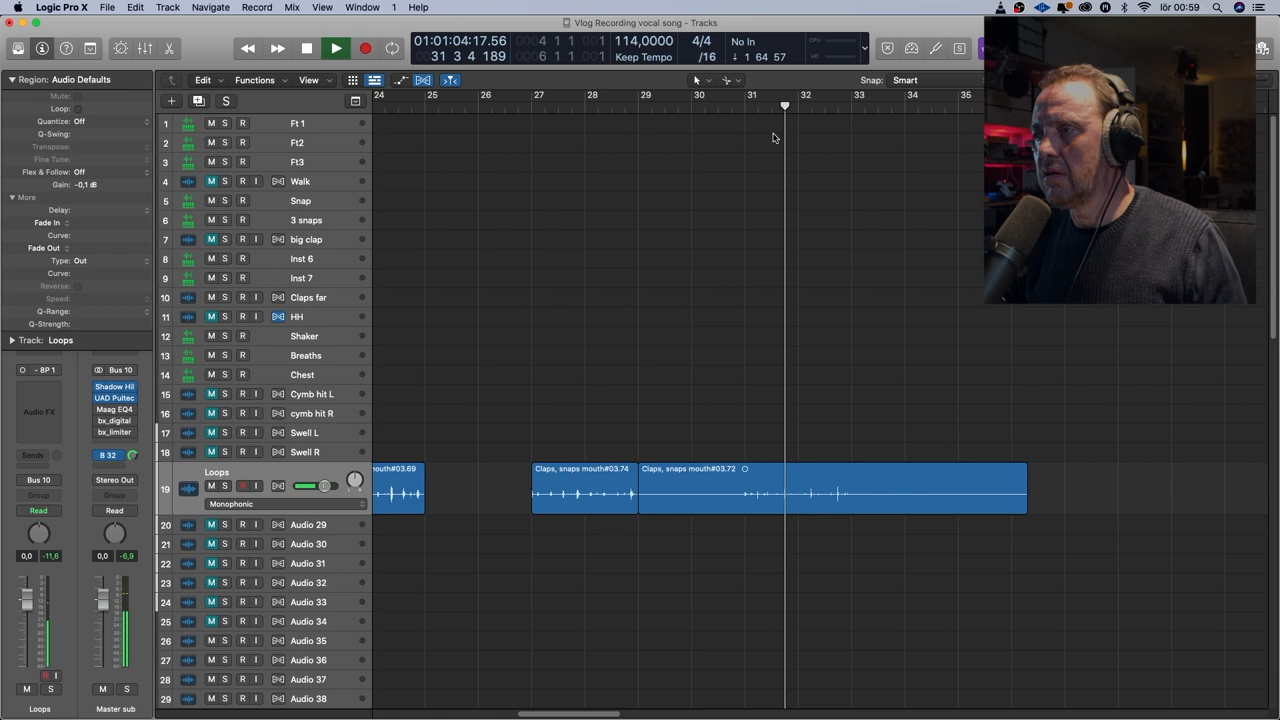 Logic Pro X File Edit Track Navigate Record Mix View Window 1 Help lör 00:59
Vlog Recording vocal song - Tracks
01:01:04:17.56 4 1 1 001 114,0000 4/4 No In CPU
31 3 4 189 5 1 1 001 Keep Tempo /16 1 64 57 HD
Region: Audio Defaults Edit Functions View Snap: Smart
Mute:
Loop:
Quantize: Off
Q-Swing:
Transpose:
Fine Tune:
Flex & Follow: Off
Gain: -0,1 dB
More
Delay:
Fade In
Curve:
Fade Out
Type: Out
Curve:
Reverse:
Speed:
Q-Range:
Q-Strength:
Track: Loops
- 8P 1 Bus 10
Audio FX
Shadow Hil
UAD Pultec
Maag EQ4
bx_digital
bx_limiter
Sends B 32
Bus 10 Stereo Out
Group Group
Read Read
0,0 -11,6 0,0 -6,9
R I
M S M S
Loops Master sub
S
24 25 26 27 28 29 30 31 32 33 34 35
1 M S R Ft 1
2 M S R Ft2
3 M S R Ft3
4 M S R I Walk
5 M S R Snap
6 M S R 3 snaps
7 M S R I big clap
8 M S R Inst 6
9 M S R Inst 7
10 M S R I Claps far
11 M S R I HH
12 M S R Shaker
13 M S R Breaths
14 M S R Chest
15 M S R I Cymb hit L
16 M S R I cymb hit R
17 M S R I Swell L
18 M S R I Swell R
19 Loops
M S R I
Monophonic
nouth#03.69 Claps, snaps mouth#03.74 Claps, snaps mouth#03.72
20 M S R I Audio 29
21 M S R I Audio 30
22 M S R I Audio 31
23 M S R I Audio 32
24 M S R I Audio 33
25 M S R I Audio 34
26 M S R I Audio 35
27 M S R I Audio 36
28 M S R I Audio 37
29 M S R I Audio 38